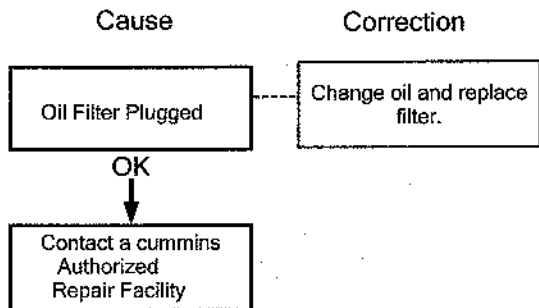 Cause
Correction
Oil Filter Plugged
Change oil and replace
filter.
OK
Contact a cummins
Authorized
Repair Facility